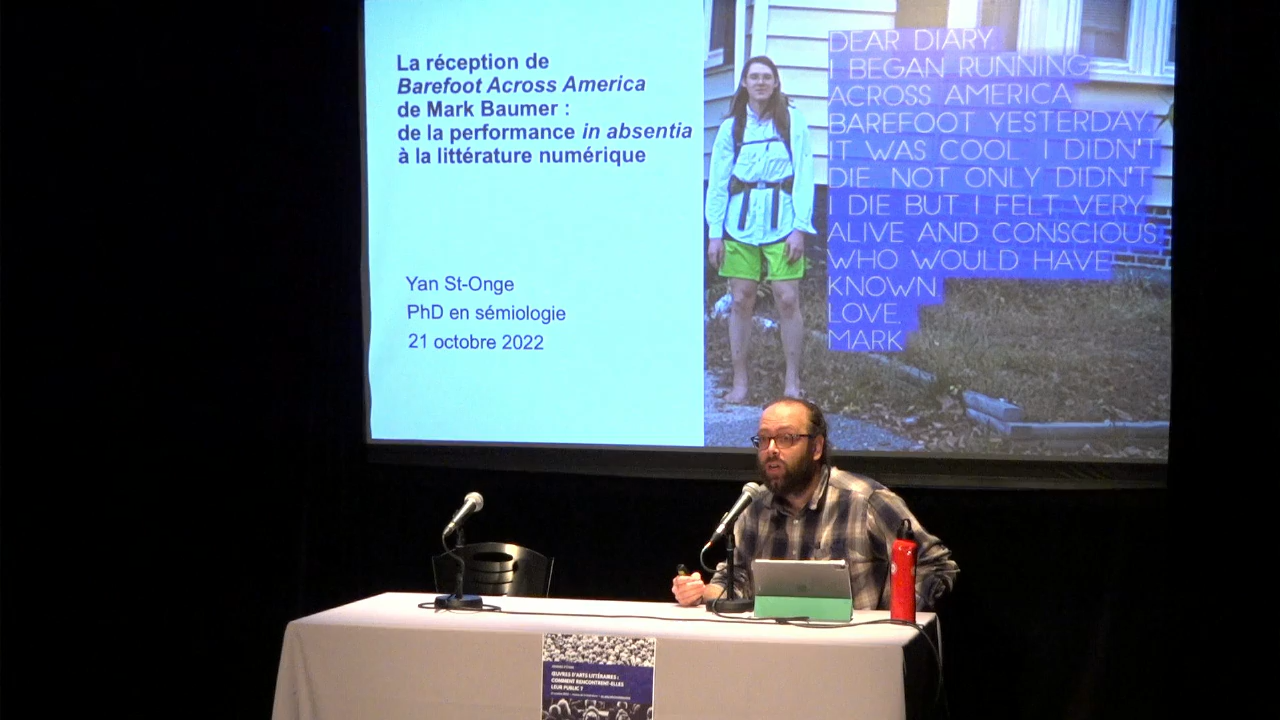 La réception de
Barefoot Across America
de Mark Baumer :
de la performance in absentia
à la littérature numérique
Yan St-Onge
PhD en sémiologie
21 octobre 2022
DEAR DIARY
I BEGAN RUNNING
ACROSS AMERICA
BAREFOOT YESTERDAY.
IT WAS COOL I DIDN'T
DIE NOT ONLY DIDN'T
I DIE BUT I FELT VERY
ALIVE AND CONSCIOUS
WHO WOULD HAVE
KNOWN
LOVE,
MARK
ŒUVRES D'ARTS LITTÉRAIRES :
COMMENT RENCONTRENT-ELLES
LEUR PUBLIC ?